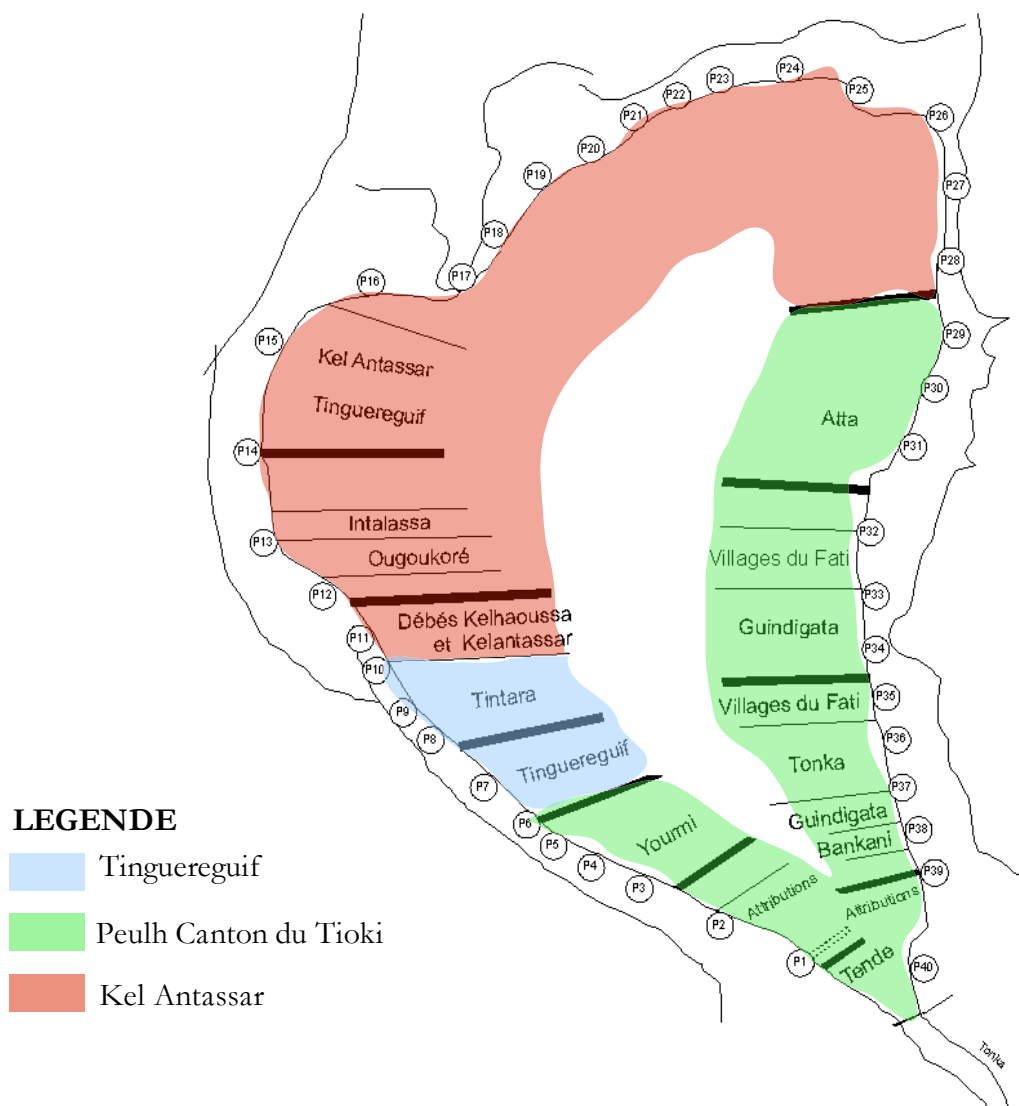 P24
P23
P25
P22
P21
P26
P20
P19
P27
P18
P28
P17
P16
P29
P15
Kel Antassar
P30
Tinguereguif
Atta
P31
P14
Intalassa
P32
P13
Ougoukoré
Villages du Fati
P12
P33
Débés Kelhaoussa
et Kelantassar
Guindigata
P11
P34
P10
Tintara
Villages du Fati
P35
P9
P8
P36
Tinguereguif
Tonka
P7
P37
LEGENDE
Guindigata
P6
P38
Youmi
Bankani
P5
Tinguereguif
P4
P39
P3
Attributions
Attributions
P2
Peulh Canton du Tioki
P1
Tende
P40
Kel Antassar
Tonka